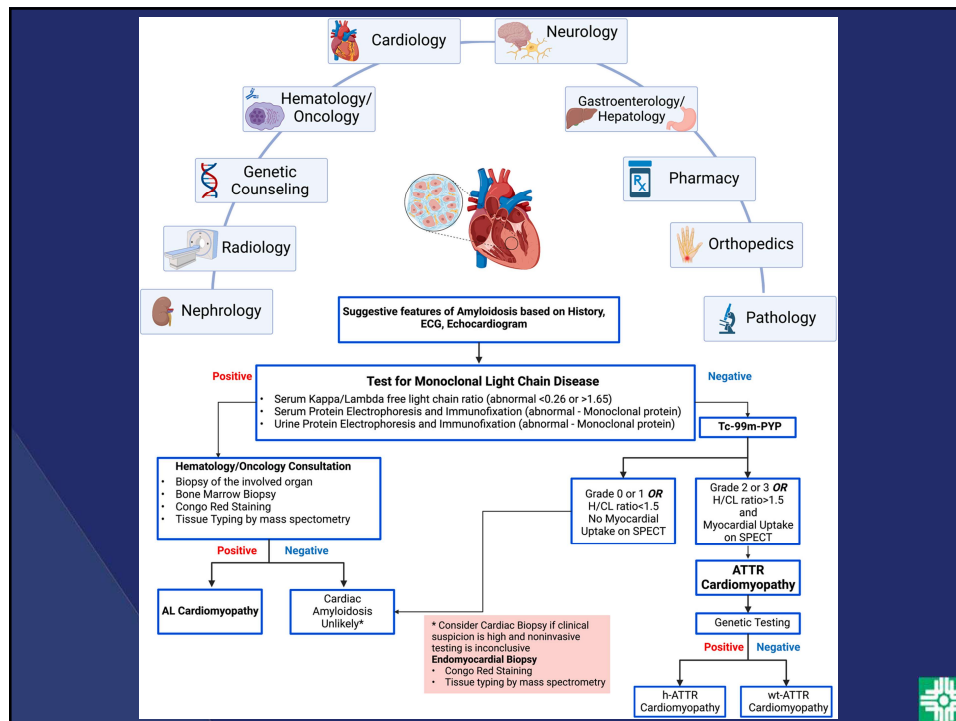 Cardiology
Neurology
Hematology/
Oncology
Gastroenterology/
Hepatology
Genetic
Counseling
Pharmacy
Radiology
Orthopedics
Nephrology
Pathology
Suggestive features of Amyloidosis based on History,
ECG, Echocardiogram
Positive
Negative
Test for Monoclonal Light Chain Disease
• Serum Kappa/Lambda free light chain ratio (abnormal <0.26 or >1.65)
• Serum Protein Electrophoresis and Immunofixation (abnormal - Monoclonal protein)
• Urine Protein Electrophoresis and Immunofixation (abnormal - Monoclonal protein)
Tc-99m-PYP
Hematology/Oncology Consultation
• Biopsy of the involved organ
• Bone Marrow Biopsy
• Congo Red Staining
• Tissue Typing by mass spectometry
Grade 0 or 1 OR
H/CL ratio<1.5
No Myocardial
Uptake on SPECT
Grade 2 or 3 OR
H/CL ratio>1.5
and
Myocardial Uptake
on SPECT
Positive
Negative
AL Cardiomyopathy
Cardiac
Amyloidosis
Unlikely*
ATTR
Cardiomyopathy
* Consider Cardiac Biopsy if clinical
suspicion is high and noninvasive
testing is inconclusive
Endomyocardial Biopsy
• Congo Red Staining
• Tissue typing by mass spectrometry
Genetic Testing
Positive
Negative
h-ATTR
Cardiomyopathy
wt-ATTR
Cardiomyopathy
RX